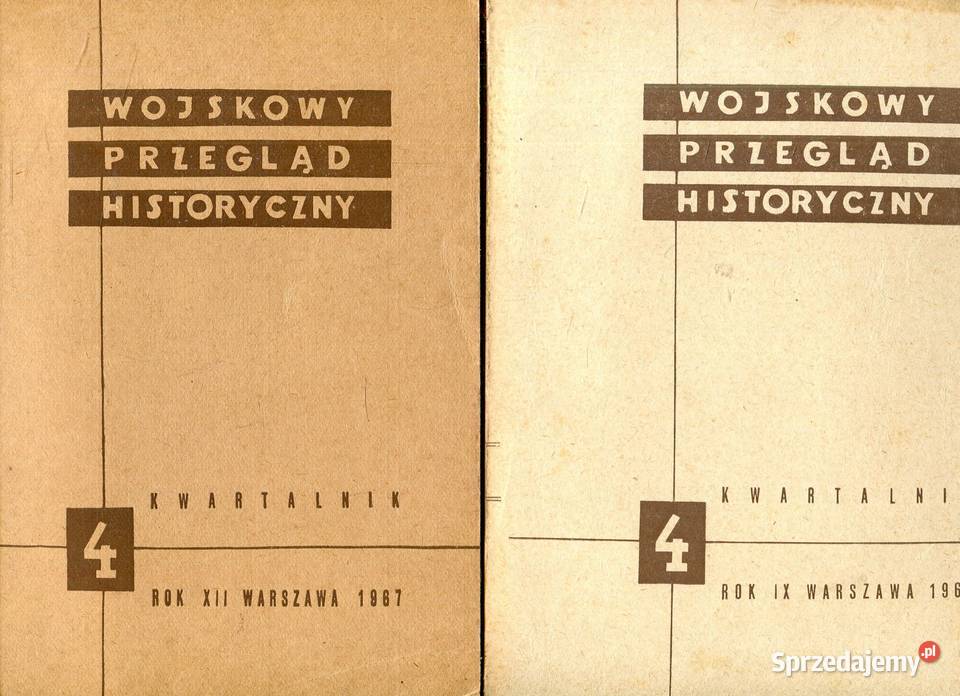 WOJSKOWY
PRZEGLĄD
HISTORYCZNY
KWARTALNIK
4
ROK XII WARSZAWA 1967
WOJSKOWY
PRZEGLĄD
HISTORYCZNY
KWARTALNI
4
ROK IX WARSZAWA 196
Sprzedajemy.pl